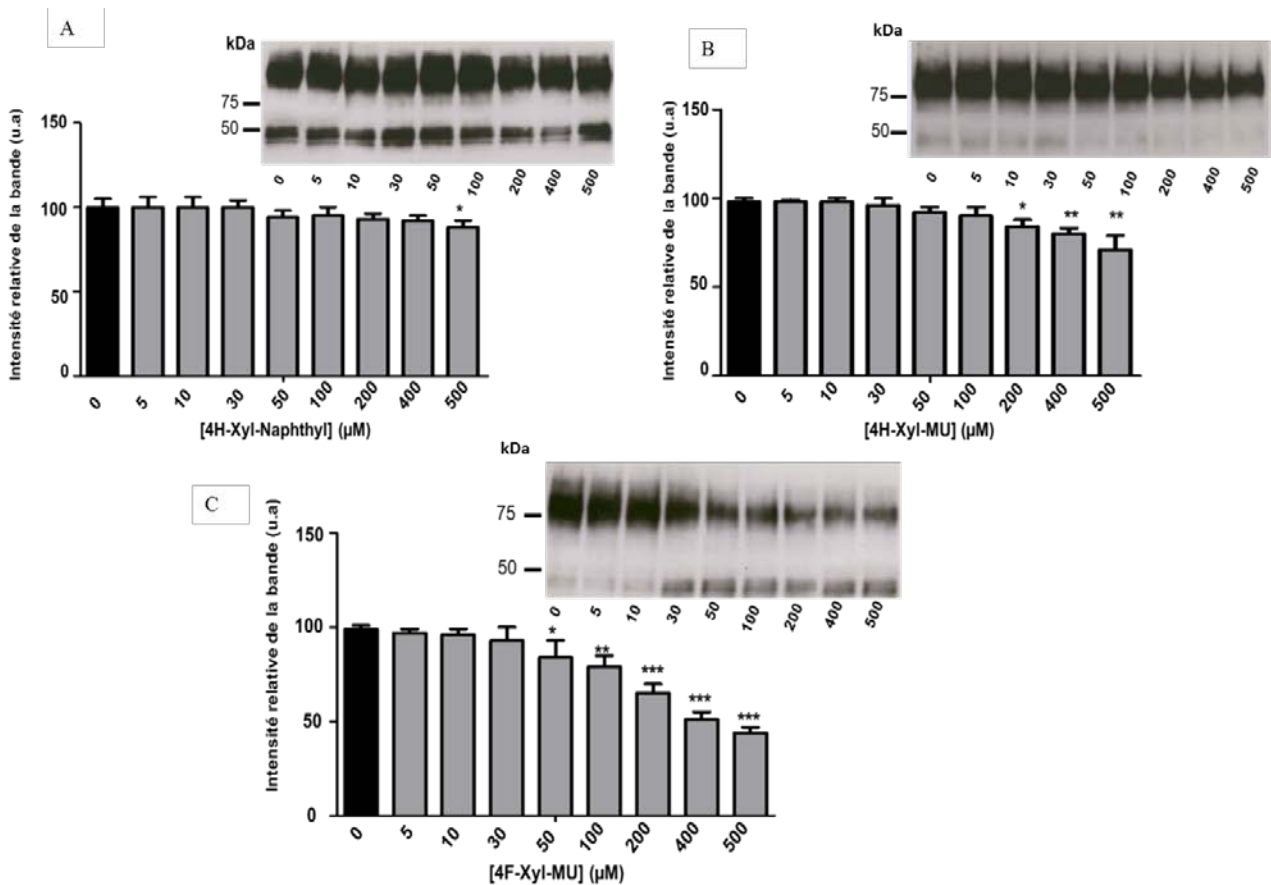 A
kDa
75
50
0 5 10 30 50 100 200 400 500
Intensité relative de la bande (u.a)
150
100
50
0
*
0 5 10 30 50 100 200 400 500
[4H-Xyl-Naphthyl] (µM)
B
kDa
75
50
0 5 10 30 50 100 200 400 500
Intensité relative de la bande (u.a)
150
100
50
0
* ** **
0 5 10 30 50 100 200 400 500
[4H-Xyl-MU] (µM)
C
kDa
75
50
0 5 10 30 50 100 200 400 500
Intensité relative de la bande (u.a)
150
100
50
0
* ** *** *** ***
0 5 10 30 50 100 200 400 500
[4F-Xyl-MU] (µM)